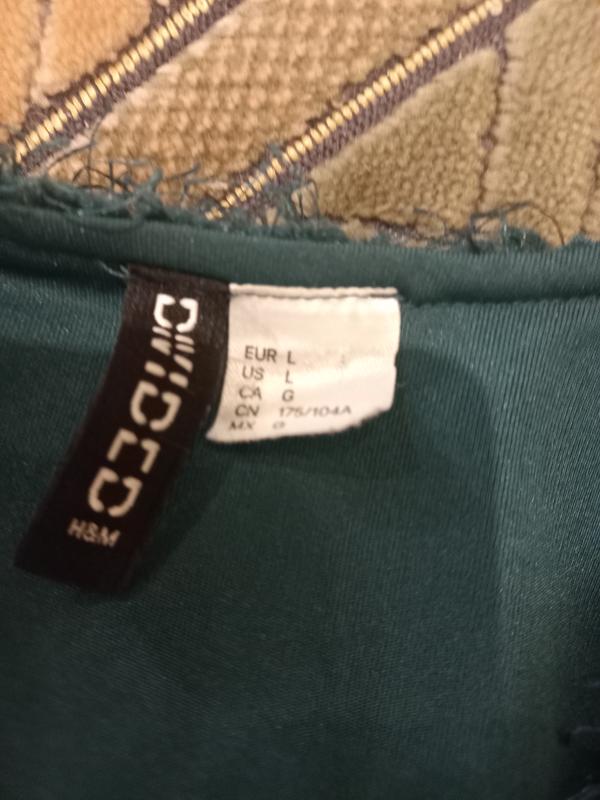 DIVIDED
H&M
EUR L
US L
CA G
CN 175/104A
MX